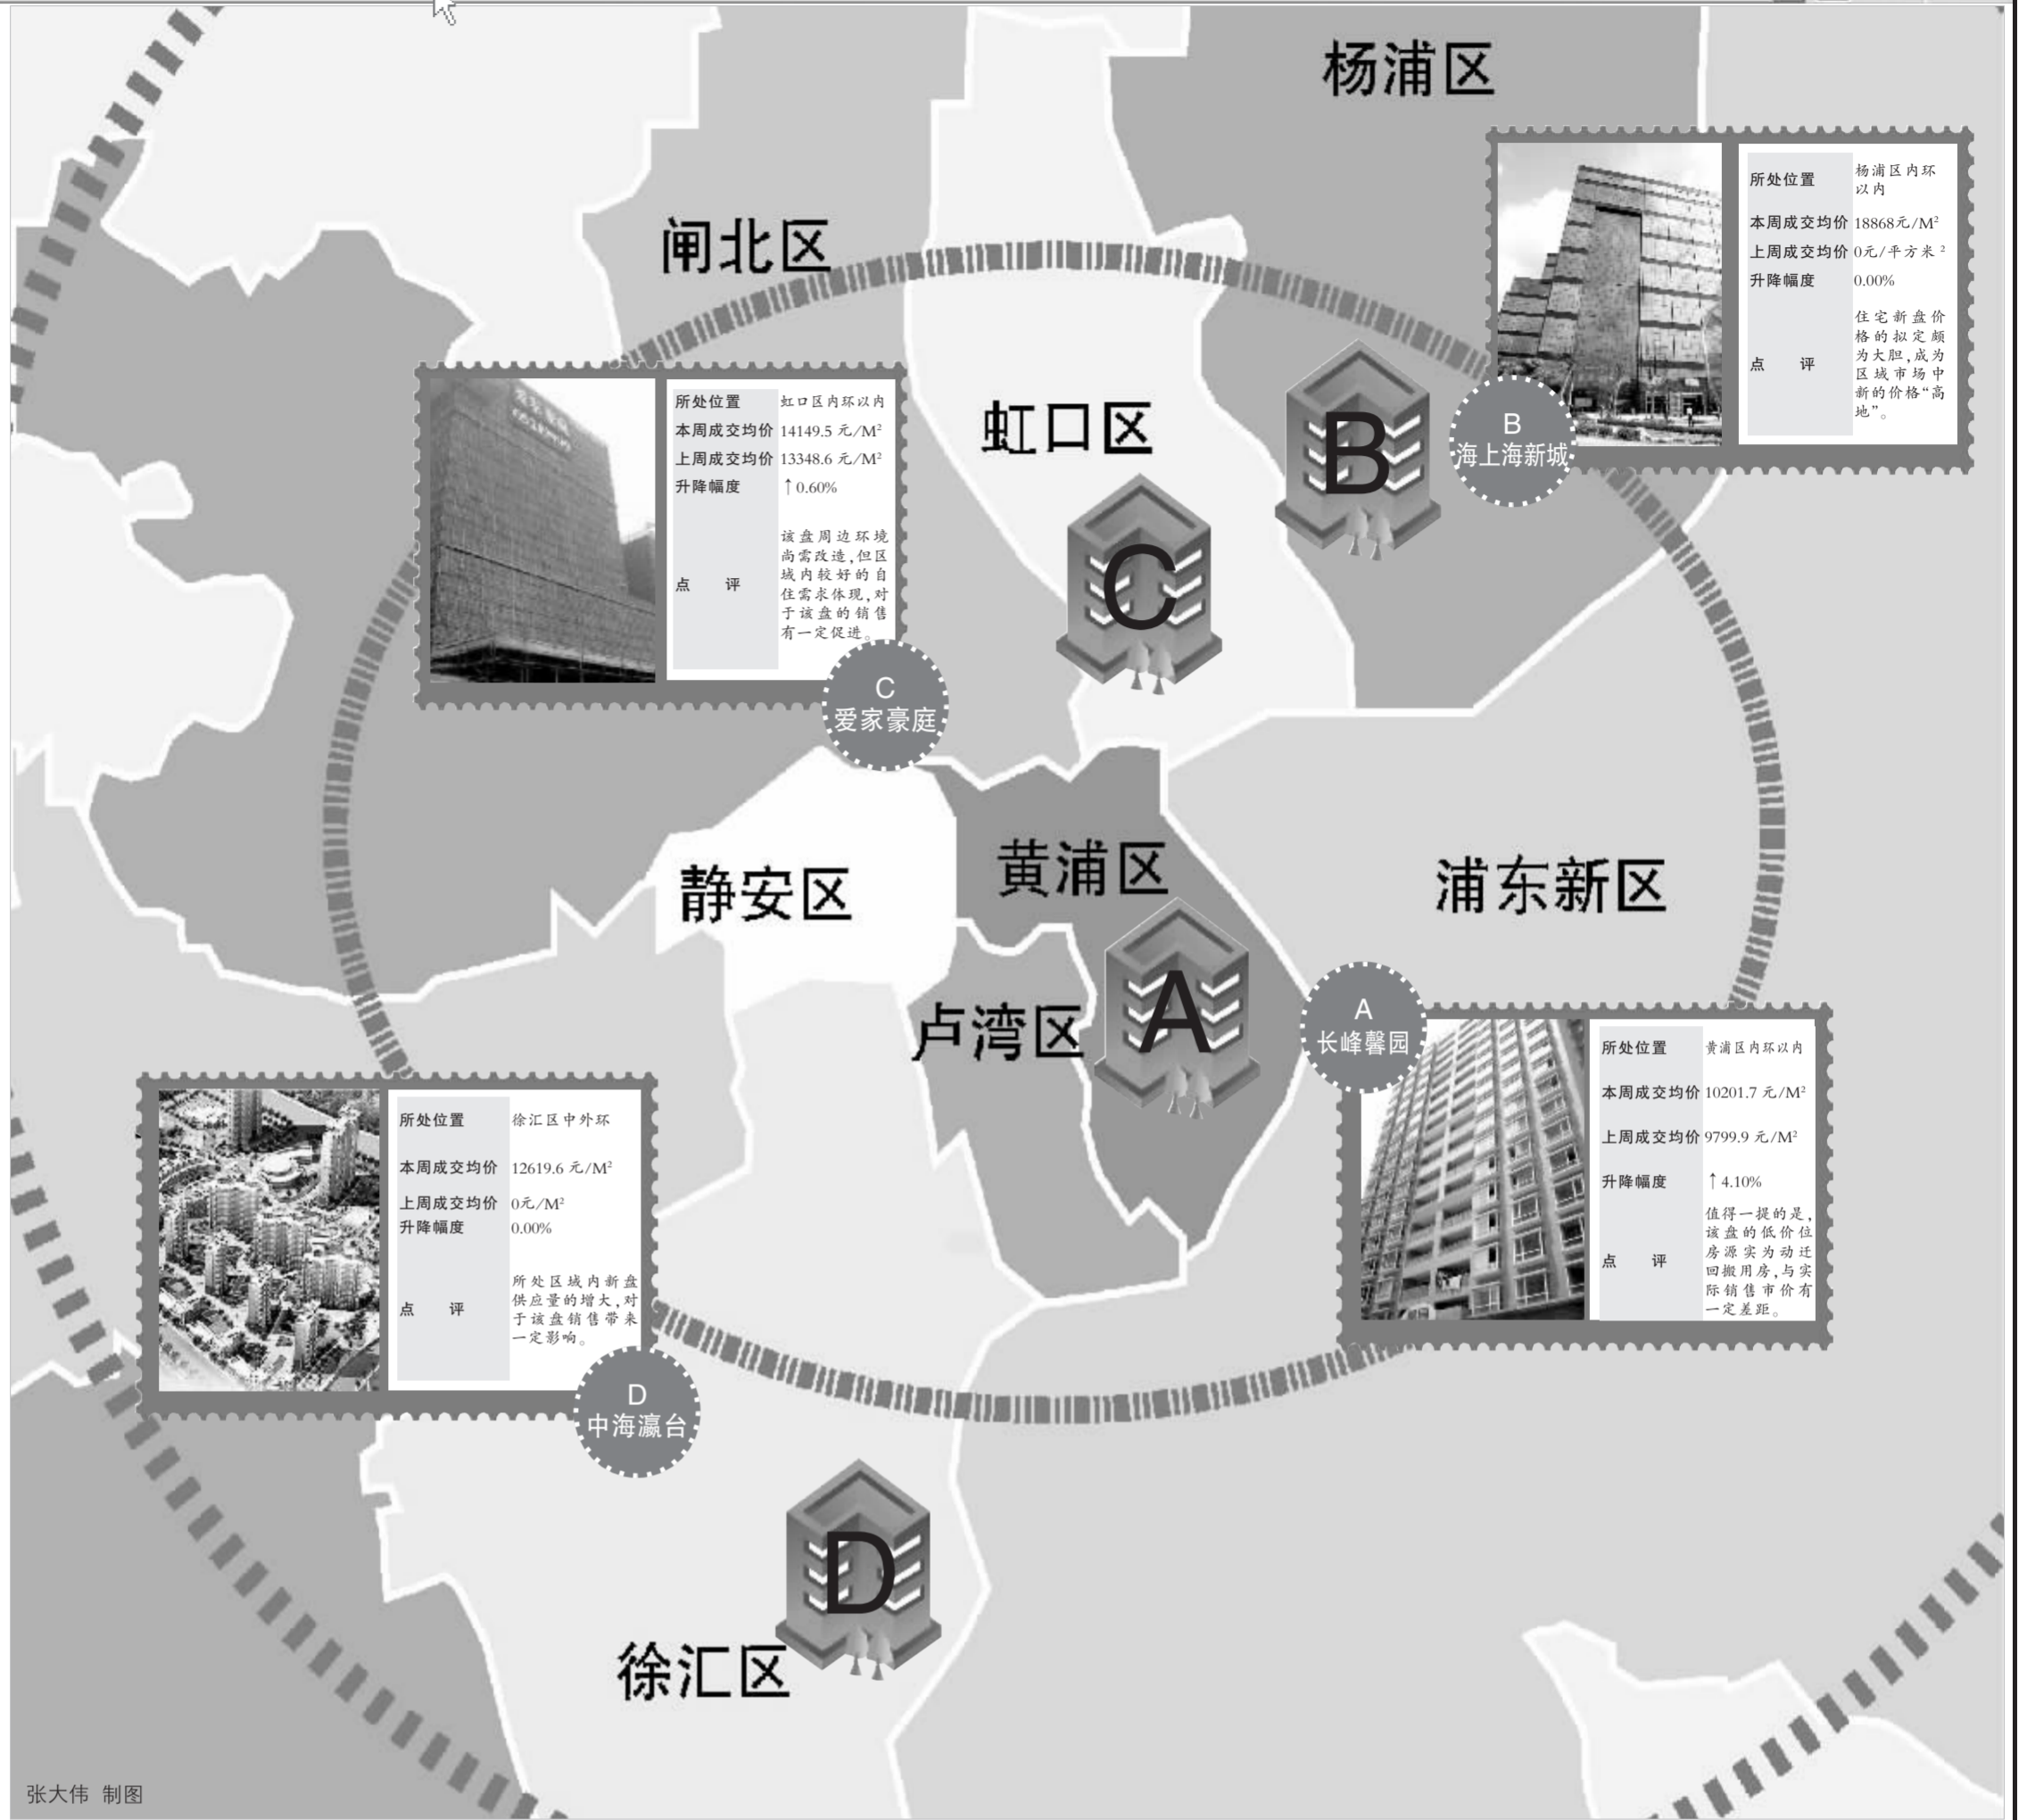 杨浦区
闸北区
虹口区
静安区
黄浦区
浦东新区
卢湾区
徐汇区
B
C
A
D
所处位置 杨浦区内环
以内
本周成交均价 18868元/M²
上周成交均价 0元/平方米 ²
升降幅度 0.00%
点 评
住宅新盘价
格的拟定颇
为大胆,成为
区域市场中
新的价格“高
地”。
B
海上海新城
所处位置 虹口区内环以内
本周成交均价 14149.5 元/M²
上周成交均价 13348.6 元/M²
升降幅度 ↑0.60%
点 评
该盘周边环境
尚需改造,但区
域内较好的自
住需求体现,对
于该盘的销售
有一定促进。
C
爱家豪庭
A
长峰馨园
所处位置 黄浦区内环以内
本周成交均价 10201.7 元/M²
上周成交均价 9799.9 元/M²
升降幅度 ↑4.10%
点 评
值得一提的是,
该盘的低价位
房源实为动迁
回搬用房,与实
际销售市价有
一定差距。
所处位置 徐汇区中外环
本周成交均价 12619.6 元/M²
上周成交均价 0元/M²
升降幅度 0.00%
点 评
所处区域内新盘
供应量的增大,对
于该盘销售带来
一定影响。
D
中海瀛台
张大伟 制图